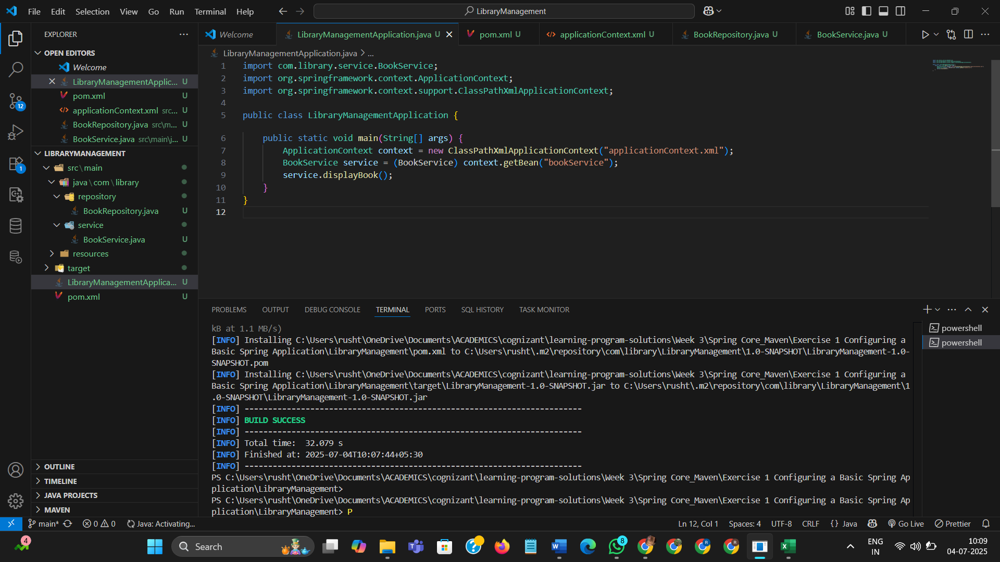 File Edit Selection View Go Run Terminal Help
LibraryManagement
EXPLORER
OPEN EDITORS
Welcome
LibraryManagementApplic... U
pom.xml U
applicationContext.xml src... U
BookRepository.java src\m... U
BookService.java src\main\j... U
LIBRARYMANAGEMENT
src\main
java\com\library
repository
BookRepository.java U
service
BookService.java U
resources
target
LibraryManagementApplica... U
pom.xml U
OUTLINE
TIMELINE
JAVA PROJECTS
MAVEN
12
1
Welcome LibraryManagementApplication.java U pom.xml U applicationContext.xml U BookRepository.java U BookService.java U
LibraryManagementApplication.java > ...
1 import com.library.service.BookService;
2 import org.springframework.context.ApplicationContext;
3 import org.springframework.context.support.ClassPathXmlApplicationContext;
4
5 public class LibraryManagementApplication {
6 public static void main(String[] args) {
7 ApplicationContext context = new ClassPathXmlApplicationContext("applicationContext.xml");
8 BookService service = (BookService) context.getBean("bookService");
9 service.displayBook();
10 }
11 }
12
PROBLEMS OUTPUT DEBUG CONSOLE TERMINAL PORTS SQL HISTORY TASK MONITOR
kB at 1.1 MB/s)
[INFO] Installing C:\Users\rusht\OneDrive\Documents\ACADEMICS\cognizant\learning-program-solutions\Week 3\Spring Core_Maven\Exercise 1 Configuring a
Basic Spring Application\LibraryManagement\pom.xml to C:\Users\rusht\.m2\repository\com\library\LibraryManagement\1.0-SNAPSHOT\LibraryManagement-1.0-
SNAPSHOT.pom
[INFO] Installing C:\Users\rusht\OneDrive\Documents\ACADEMICS\cognizant\learning-program-solutions\Week 3\Spring Core_Maven\Exercise 1 Configuring a
Basic Spring Application\LibraryManagement\target\LibraryManagement-1.0-SNAPSHOT.jar to C:\Users\rusht\.m2\repository\com\library\LibraryManagement\1
.0-SNAPSHOT\LibraryManagement-1.0-SNAPSHOT.jar
[INFO] ------------------------------------------------------------------------
[INFO] BUILD SUCCESS
[INFO] ------------------------------------------------------------------------
[INFO] Total time:  32.079 s
[INFO] Finished at: 2025-07-04T10:07:44+05:30
[INFO] ------------------------------------------------------------------------
PS C:\Users\rusht\OneDrive\Documents\ACADEMICS\cognizant\learning-program-solutions\Week 3\Spring Core_Maven\Exercise 1 Configuring a Basic Spring Ap
plication\LibraryManagement>
PS C:\Users\rusht\OneDrive\Documents\ACADEMICS\cognizant\learning-program-solutions\Week 3\Spring Core_Maven\Exercise 1 Configuring a Basic Spring Ap
plication\LibraryManagement> P
powershell
powershell
main* 0 0 Java: Activating... Ln 12, Col 1 Spaces: 4 UTF-8 CRLF {} Java Go Live Prettier
4
Search
8
ENG
IN
10:09
04-07-2025